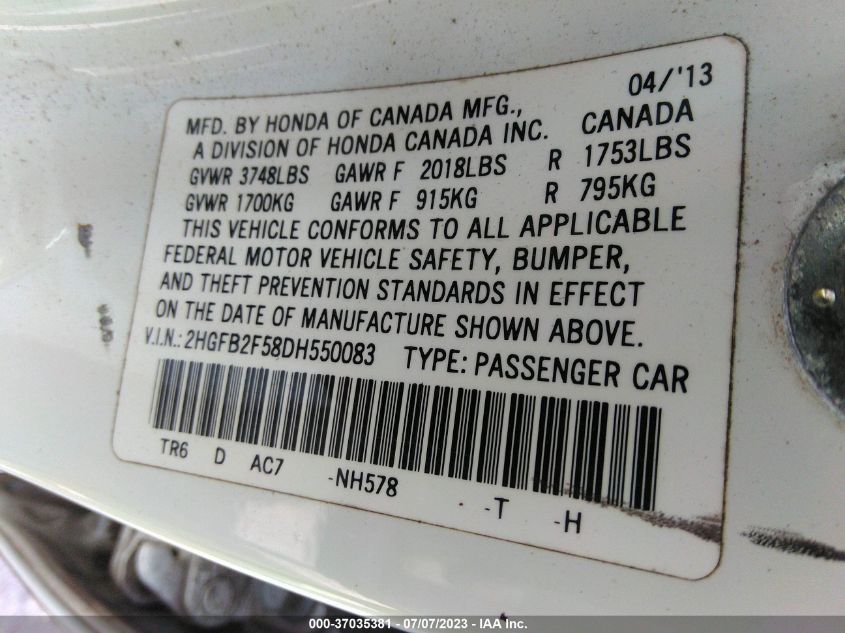 04/'13
MFD. BY HONDA OF CANADA MFG.,
A DIVISION OF HONDA CANADA INC. CANADA
GVWR 3748LBS GAWR F 2018LBS R 1753LBS
GVWR 1700KG GAWR F 915KG R 795KG
THIS VEHICLE CONFORMS TO ALL APPLICABLE
FEDERAL MOTOR VEHICLE SAFETY, BUMPER,
AND THEFT PREVENTION STANDARDS IN EFFECT
ON THE DATE OF MANUFACTURE SHOWN ABOVE.
V.I.N.: 2HGFB2F58DH550083 TYPE: PASSENGER CAR
TR6 D AC7 -NH578 -T -H
000-37035381 - 07/07/2023 - IAA Inc.